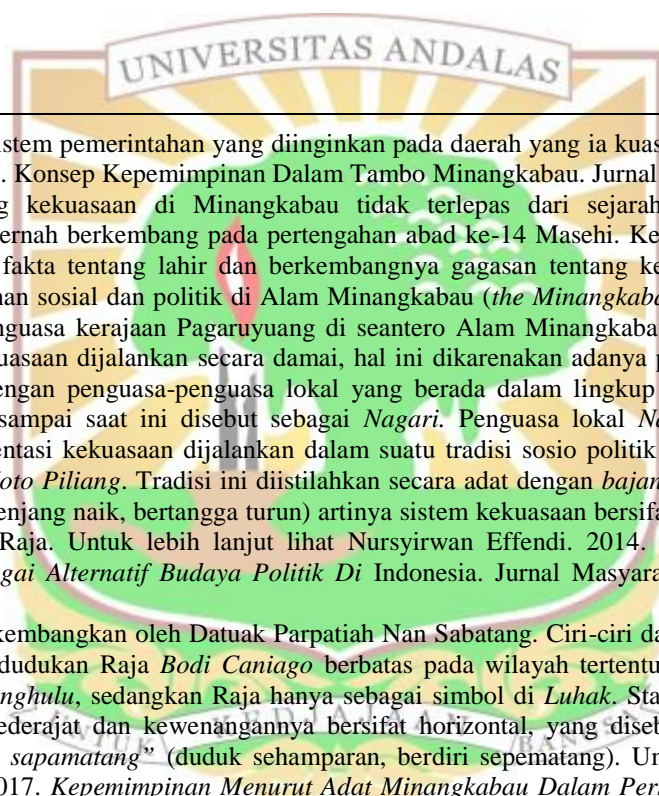 UNIVERSITAS ANDALAS
istem pemerintahan yang diinginkan pada daerah yang ia kuas
. Konsep Kepemimpinan Dalam Tambo Minangkabau. Jurnal
g kekuasaan di Minangkabau tidak terlepas dari sejarah
ernah berkembang pada pertengahan abad ke-14 Masehi. Ke
fakta tentang lahir dan berkembangnya gagasan tentang ke
nan sosial dan politik di Alam Minangkabau (the Minangkaba
nguasa kerajaan Pagaruyuang di seantero Alam Minangkaba
uasaan dijalankan secara damai, hal ini dikarenakan adanya p
engan penguasa-penguasa lokal yang berada dalam lingkup
sampai saat ini disebut sebagai Nagari. Penguasa lokal Na
entasi kekuasaan dijalankan dalam suatu tradisi sosio politik
oto Piliang. Tradisi ini diistilahkan secara adat dengan bajan
enjang naik, bertangga turun) artinya sistem kekuasaan bersifa
Raja. Untuk lebih lanjut lihat Nursyirwan Effendi. 2014.
gai Alternatif Budaya Politik Di Indonesia. Jurnal Masyara
kembangkan oleh Datuak Parpatiah Nan Sabatang. Ciri-ciri da
dudukan Raja Bodi Caniago berbatas pada wilayah tertentu
nghulu, sedangkan Raja hanya sebagai simbol di Luhak. Sta
ederajat dan kewenangannya bersifat horizontal, yang diseb
sapamatang” (duduk sehamparan, berdiri sepematang). Un
017. Kepemimpinan Menurut Adat Minangkabau Dalam Per
UNTUK KEDJAJAAN BANGSA